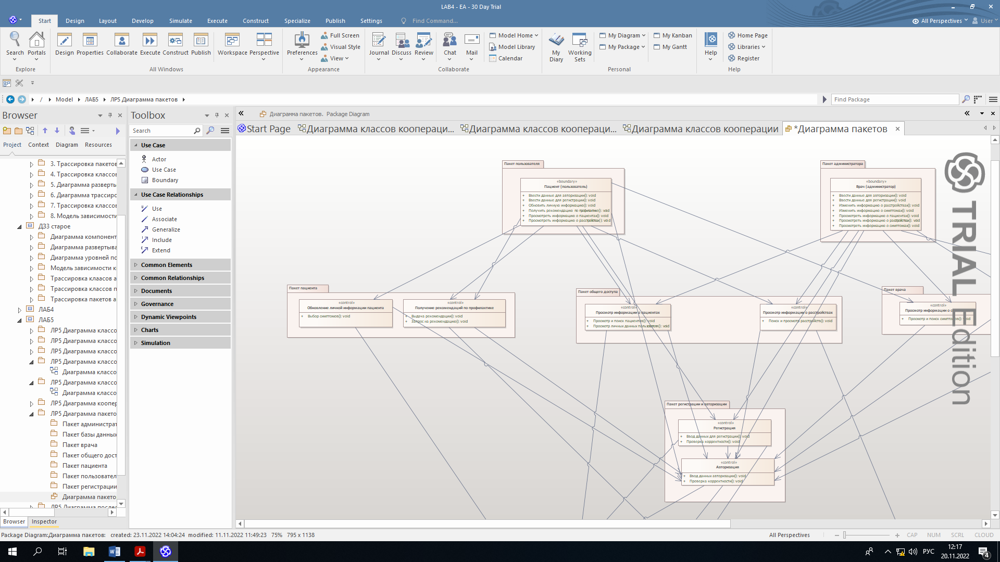 LAB4 - EA - 30 Day Trial
Start Design Layout Develop Simulate Execute Construct Specialize Publish Settings Find Command... All Perspectives User
Search Portals Design Properties Collaborate Execute Construct Publish Workspace Perspective Preferences Full Screen Visual Style View Journal Discuss Review Chat Mail Model Home Model Library Calendar My Diary Working Sets My Diagram My Package My Kanban My Gantt Help Home Page Libraries Register
Explore All Windows Appearance Collaborate Personal Help
/ Model ЛАБ5 ЛР5 Диаграмма пакетов Find Package
Browser
Project Context Diagram Resources
3. Трассировка пакетов
4. Трассировка классов
5. Диаграмма разверть
6. Диаграмма трассирс
7. Трассировка классов
8. Модель зависимости
ДЗ3 старое
Диаграмма компонент
Диаграмма развертыва
Диаграмма уровней пс
Модель зависимости к
Трассировка клаасов а
Трассировка классов п
Трассировка пакетов а
ЛАБ4
ЛАБ5
ЛР5 Диаграмма классо
ЛР5 Диаграмма классо
ЛР5 Диаграмма классо
ЛР5 Диаграмма классо
Диаграмма классо
ЛР5 Диаграмма классо
Диаграмма классо
ЛР5 Диаграмма коопер
ЛР5 Диаграмма пакето
Пакет администрат
Пакет базы данных
Пакет врача
Пакет общего дост
Пакет пациента
Пакет пользовател
Пакет регистрации
Диаграмма пакето
ЛР5 Диаграмма послед
Browser Inspector
Toolbox
Search
Use Case
Actor
Use Case
Boundary
Use Case Relationships
Use
Associate
Generalize
Include
Extend
Common Elements
Common Relationships
Documents
Governance
Dynamic Viewpoints
Charts
Simulation
Диаграмма пакетов. Package Diagram
Start Page Диаграмма классов коопераци... Диаграмма классов коопераци... Диаграмма классов кооперации *Диаграмма пакетов
Пакет пользователя
«boundary»
Пациент (пользователь)
+ Ввести данные для авторизации(): void
+ Ввести данные для регистрации(): void
+ Обновить личную информацию(): void
+ Получить рекомендацию по профилактике(): void
+ Просмотреть информацию о пациентах(): void
+ Просмотреть информацию о расстройствах(): void
Пакет администратора
«boundary»
Врач (администратор)
+ Ввести данные для авторизации(): void
+ Ввести данные для регистрации(): void
+ Изменить информацию о расстройствах(): void
+ Изменить информацию о симптомах(): void
+ Просмотреть информацию о пациентах(): void
+ Просмотреть информацию о расстройствах(): void
+ Просмотреть информацию о симптомах(): void
Пакет пациента
«control»
Обновление личной информации пациента
+ Выбор симптомов(): void
«control»
Получение рекомендаций по профилактике
+ Выдача рекомендации(): void
+ Запрос на рекомендацию(): void
Пакет общего доступа
«control»
Просмотр информации о пациентах
+ Просмотр и поиск пациентов(): void
+ Просмотр личных данных пользователя(): void
«control»
Просмотр информации о расстройствах
+ Поиск и просмотр расстройств(): void
Пакет врача
«control»
Просмотр информации о
+ Просмотр и поиск симптомов(): void
Пакет регистрации и авторизации
«control»
Регистрация
+ Ввод данных для регистрации(): void
+ Проверка корректности(): void
«control»
Авторизация
+ Ввод данных авторизации(): void
+ Проверка корректности(): void
TRIAL Edition
Package Diagram:Диаграмма пакетов: created: 23.11.2022 14:04:24 modified: 11.11.2022 11:49:23 75% 795 x 1138 All Perspectives CAP NUM SCRL CLOUD
РУС
12:17
20.11.2022
4